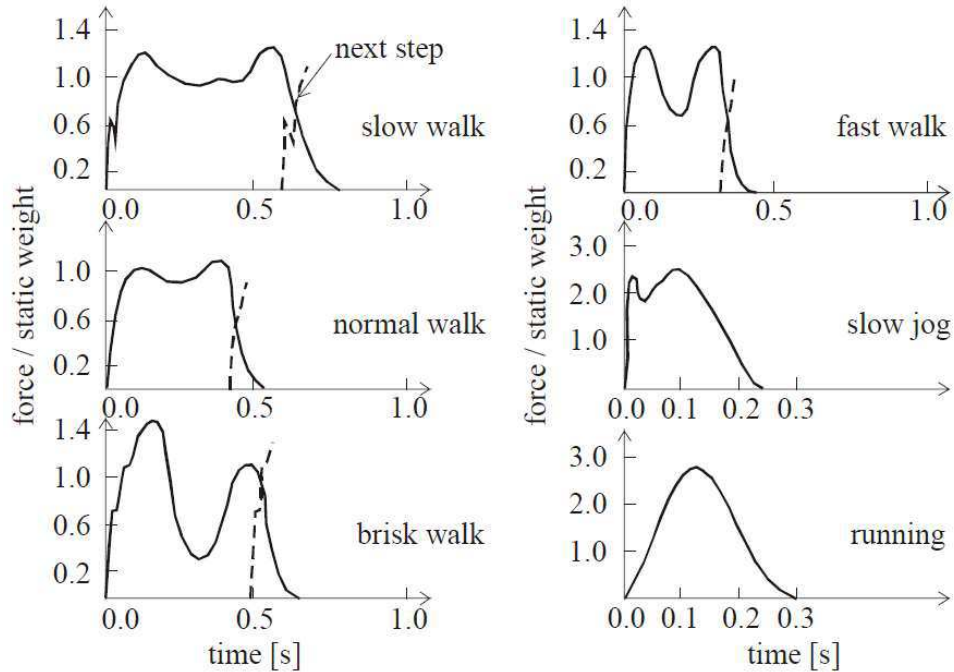 1.4
1.0
0.6
0.2
next step
slow walk
0.0 0.5 1.0
1.0
0.6
0.2
normal walk
0.0 0.5 1.0
1.4
1.0
0.6
0.2
brisk walk
0.0 0.5 1.0
time [s]
force / static weight
1.4
1.0
0.6
0.2
fast walk
0.0 0.5 1.0
3.0
2.0
1.0
slow jog
0.0 0.1 0.2 0.3
3.0
2.0
1.0
running
0.0 0.1 0.2 0.3
time [s]
force / static weight